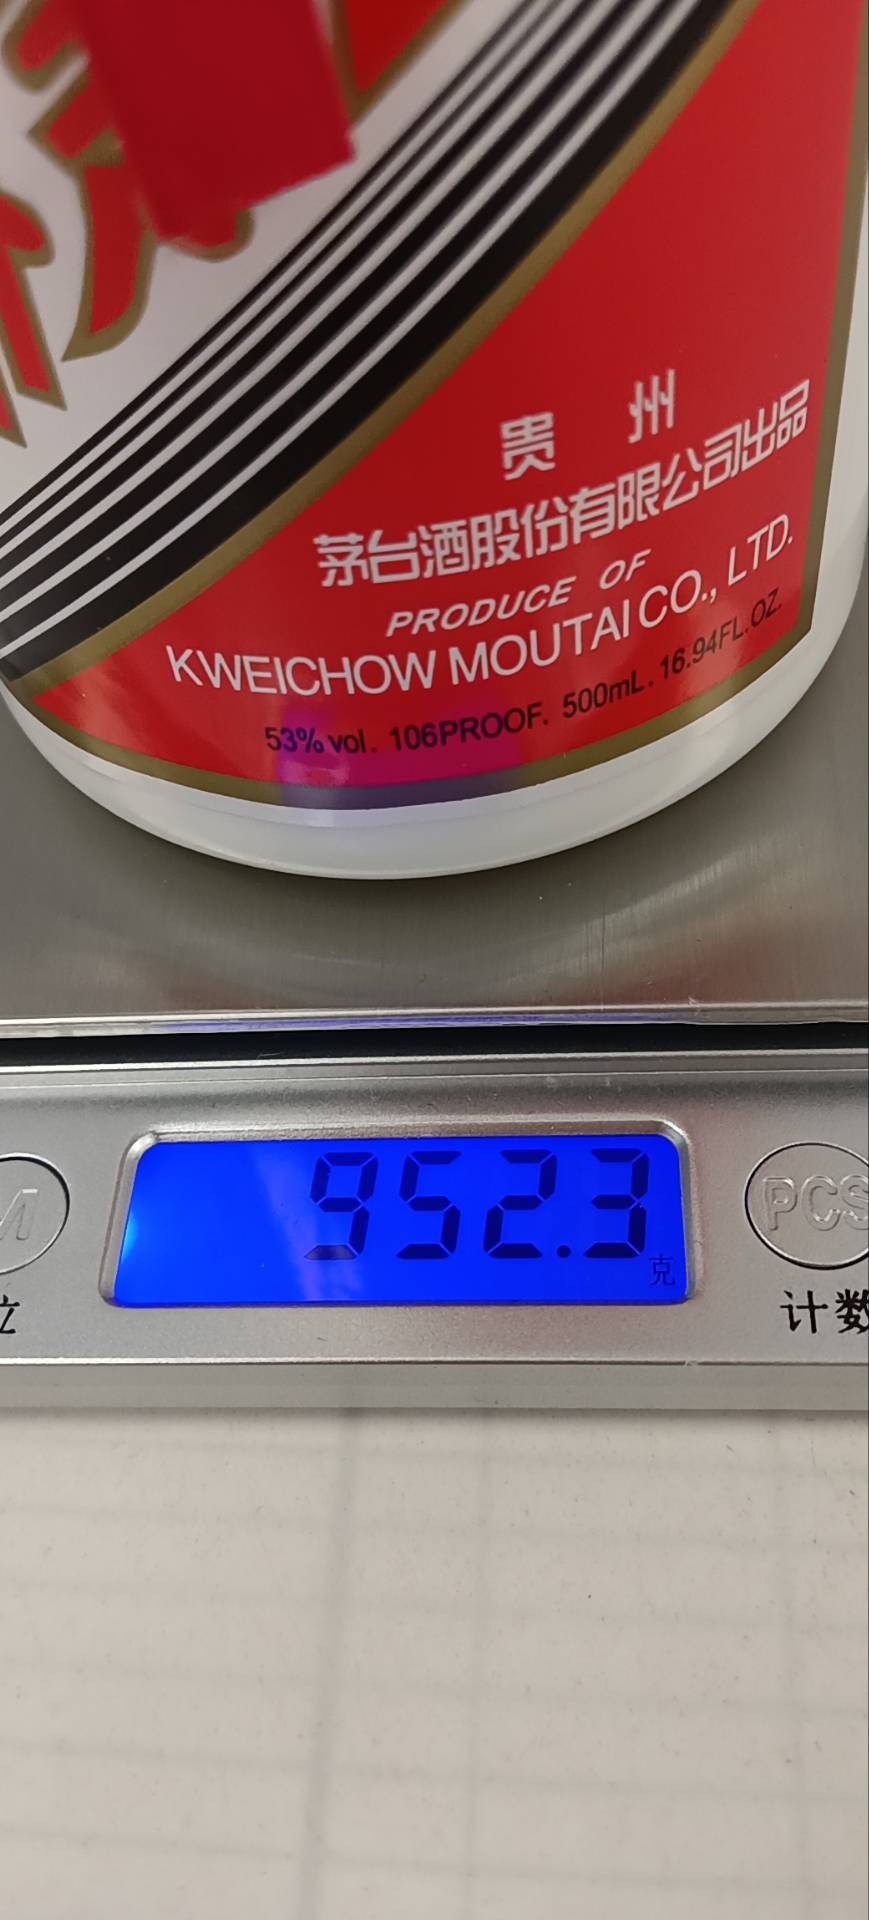 贵州
茅台酒股份有限公司出品
PRODUCE OF
KWEICHOW MOUTAI CO., LTD.
53% vol. 106PROOF. 500mL. 16.94FL.OZ.
952.3
克
PCS
计数